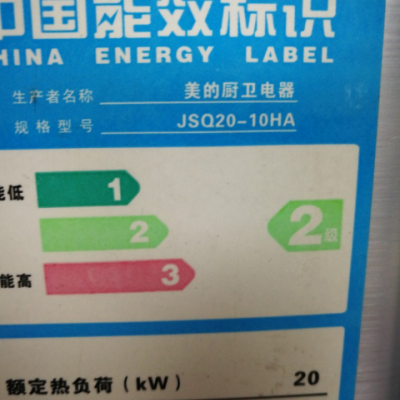 中国能效标识
HINA ENERGY LABEL
生产者名称 美的厨卫电器
规格型号 JSQ20-10HA
能低 1
2
2级
能高 3
额定热负荷(kW) 20